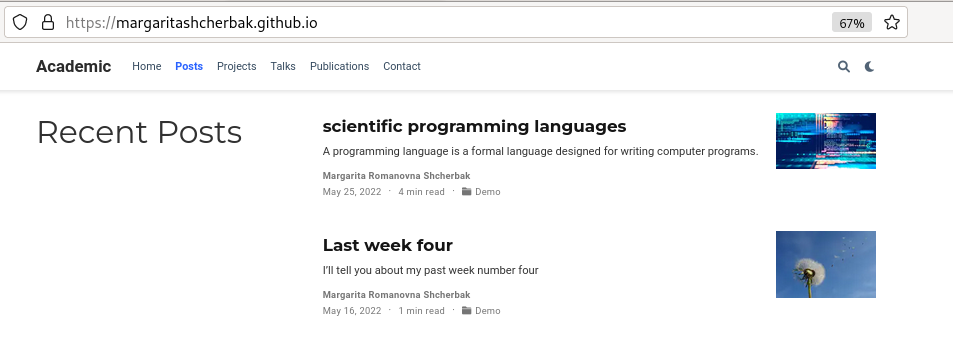 https://margaritashcherbak.github.io 67%
Academic Home Posts Projects Talks Publications Contact
Recent Posts
scientific programming languages
A programming language is a formal language designed for writing computer programs.
Margarita Romanovna Shcherbak
May 25, 2022 · 4 min read · Demo
Last week four
I'll tell you about my past week number four
Margarita Romanovna Shcherbak
May 16, 2022 · 1 min read · Demo